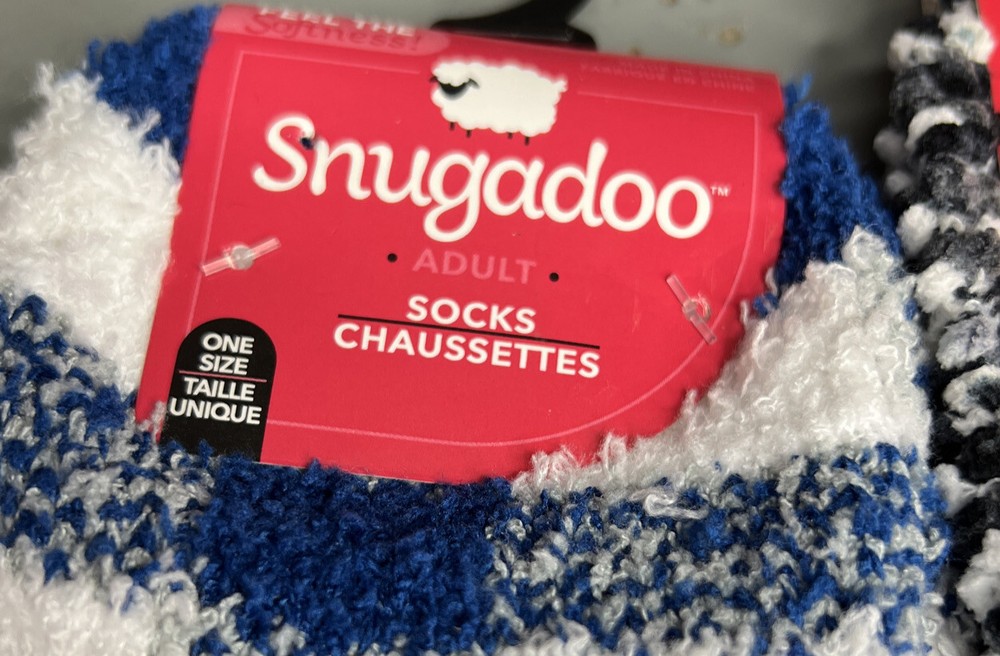 FEEL THE
Softness!
Snugadoo™
• ADULT •
SOCKS
CHAUSSETTES
ONE
SIZE
TAILLE
UNIQUE